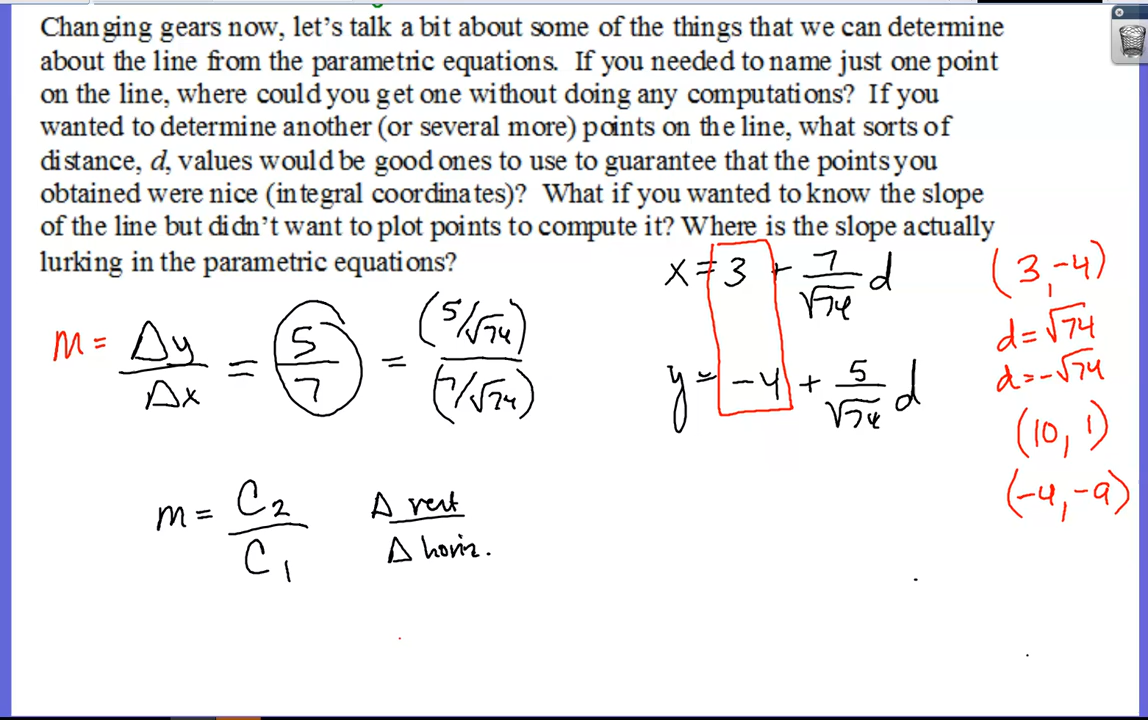 Changing gears now, let's talk a bit about some of the things that we can determine
about the line from the parametric equations. If you needed to name just one point
on the line, where could you get one without doing any computations? If you
wanted to determine another (or several more) points on the line, what sorts of
distance, d, values would be good ones to use to guarantee that the points you
obtained were nice (integral coordinates)? What if you wanted to know the slope
of the line but didn't want to plot points to compute it? Where is the slope actually
lurking in the parametric equations?
x = 3 + 7/√74 d
(3, -4)
m = Δy/Δx = 5/7 = (5/√74)/(7/√74)
d = √74
d = -√74
y = -4 + 5/√74 d
(10, 1)
(-4, -9)
m = C₂/C₁
Δ vert/Δ horiz.